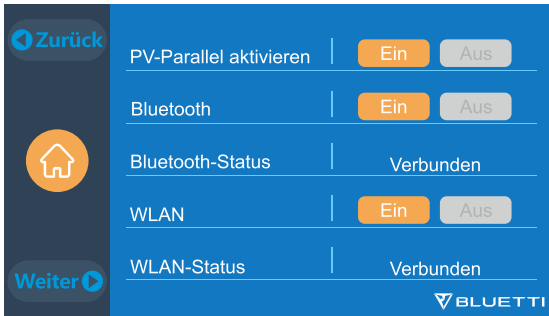 Zurück
PV-Parallel aktivieren Ein Aus
Bluetooth Ein Aus
Bluetooth-Status Verbunden
WLAN Ein Aus
WLAN-Status Verbunden
Weiter
BLUETTI